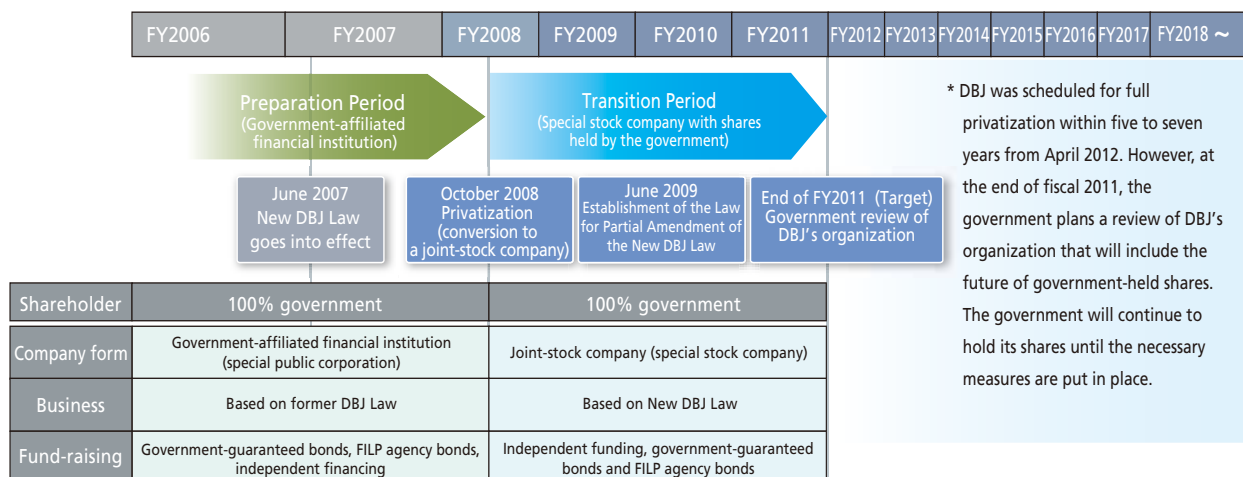 FY2006 FY2007 FY2008 FY2009 FY2010 FY2011 FY2012 FY2013 FY2014 FY2015 FY2016 FY2017 FY2018 ~
Preparation Period
(Government-affiliated
financial institution)
Transition Period
(Special stock company with shares
held by the government)
June 2007
New DBJ Law
goes into effect
October 2008
Privatization
(conversion to
a joint-stock company)
June 2009
Establishment of the Law
for Partial Amendment of
the New DBJ Law
End of FY2011 (Target)
Government review of
DBJ's organization
* DBJ was scheduled for full
privatization within five to seven
years from April 2012. However, at
the end of fiscal 2011, the
government plans a review of DBJ's
organization that will include the
future of government-held shares.
The government will continue to
hold its shares until the necessary
measures are put in place.
Shareholder 100% government 100% government
Company form
Government-affiliated financial institution
(special public corporation)
Joint-stock company (special stock company)
Business Based on former DBJ Law Based on New DBJ Law
Fund-raising
Government-guaranteed bonds, FILP agency bonds,
independent financing
Independent funding, government-guaranteed
bonds and FILP agency bonds